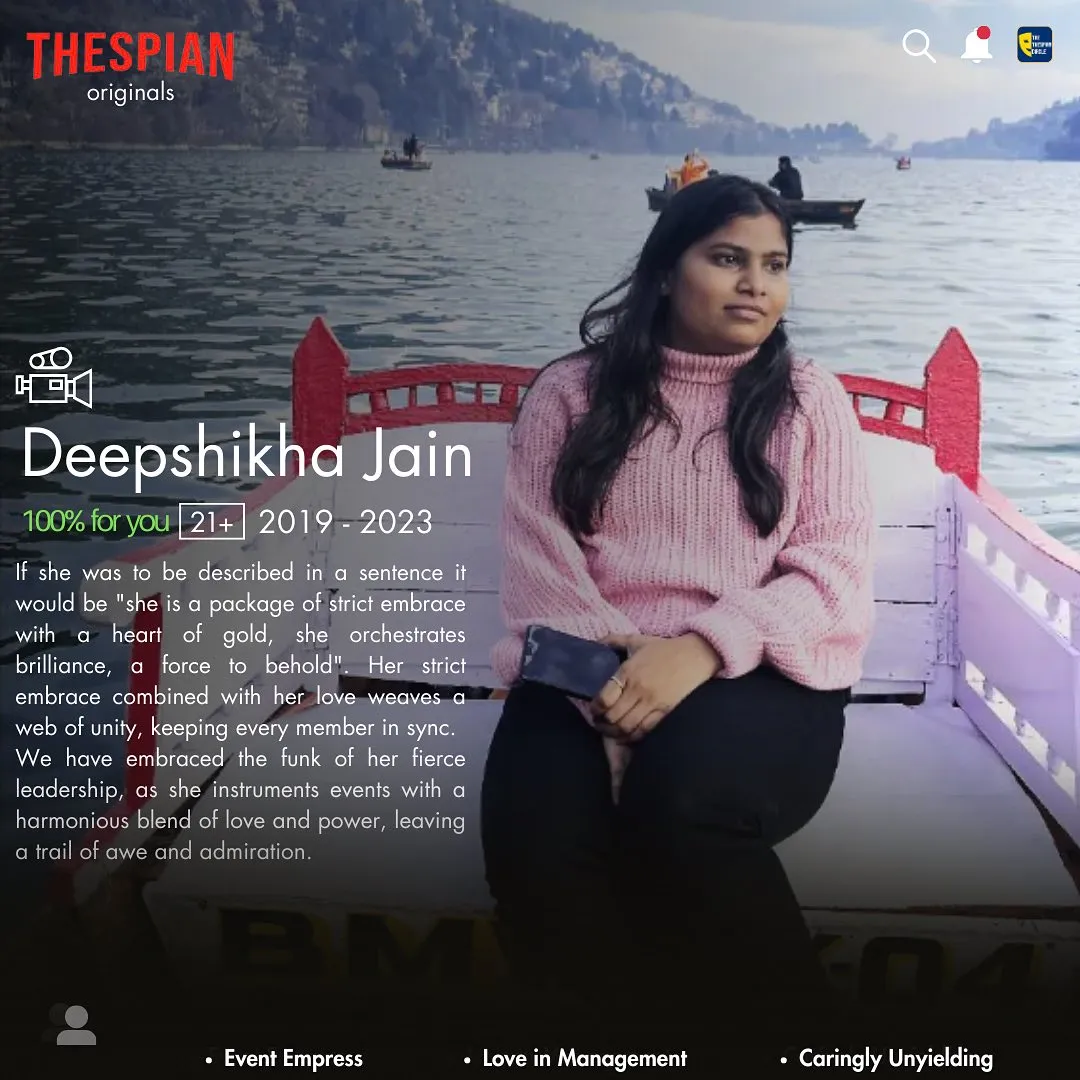 THESPIAN
originals
THE
THESPIAN
CIRCLE
Deepshikha Jain
100% for you 21+ 2019 - 2023
If she was to be described in a sentence it
would be "she is a package of strict embrace
with a heart of gold, she orchestrates
brilliance, a force to behold". Her strict
embrace combined with her love weaves a
web of unity, keeping every member in sync.
We have embraced the funk of her fierce
leadership, as she instruments events with a
harmonious blend of love and power, leaving
a trail of awe and admiration.
• Event Empress • Love in Management • Caringly Unyielding